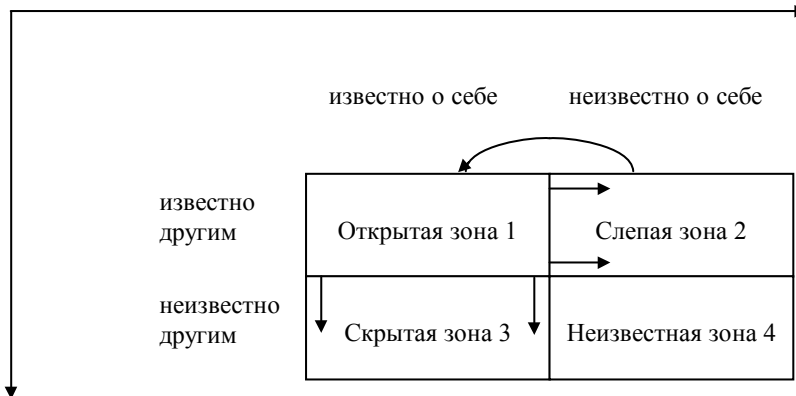 известно о себе
неизвестно о себе
известно
другим
Открытая зона 1
Слепая зона 2
неизвестно
другим
Скрытая зона 3
Неизвестная зона 4